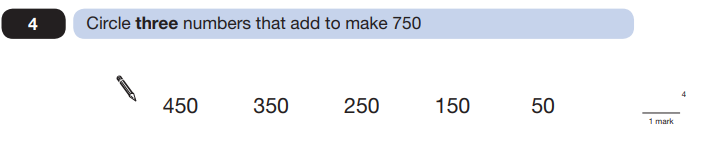 4 Circle three numbers that add to make 750
450 350 250 150 50
4
1 mark